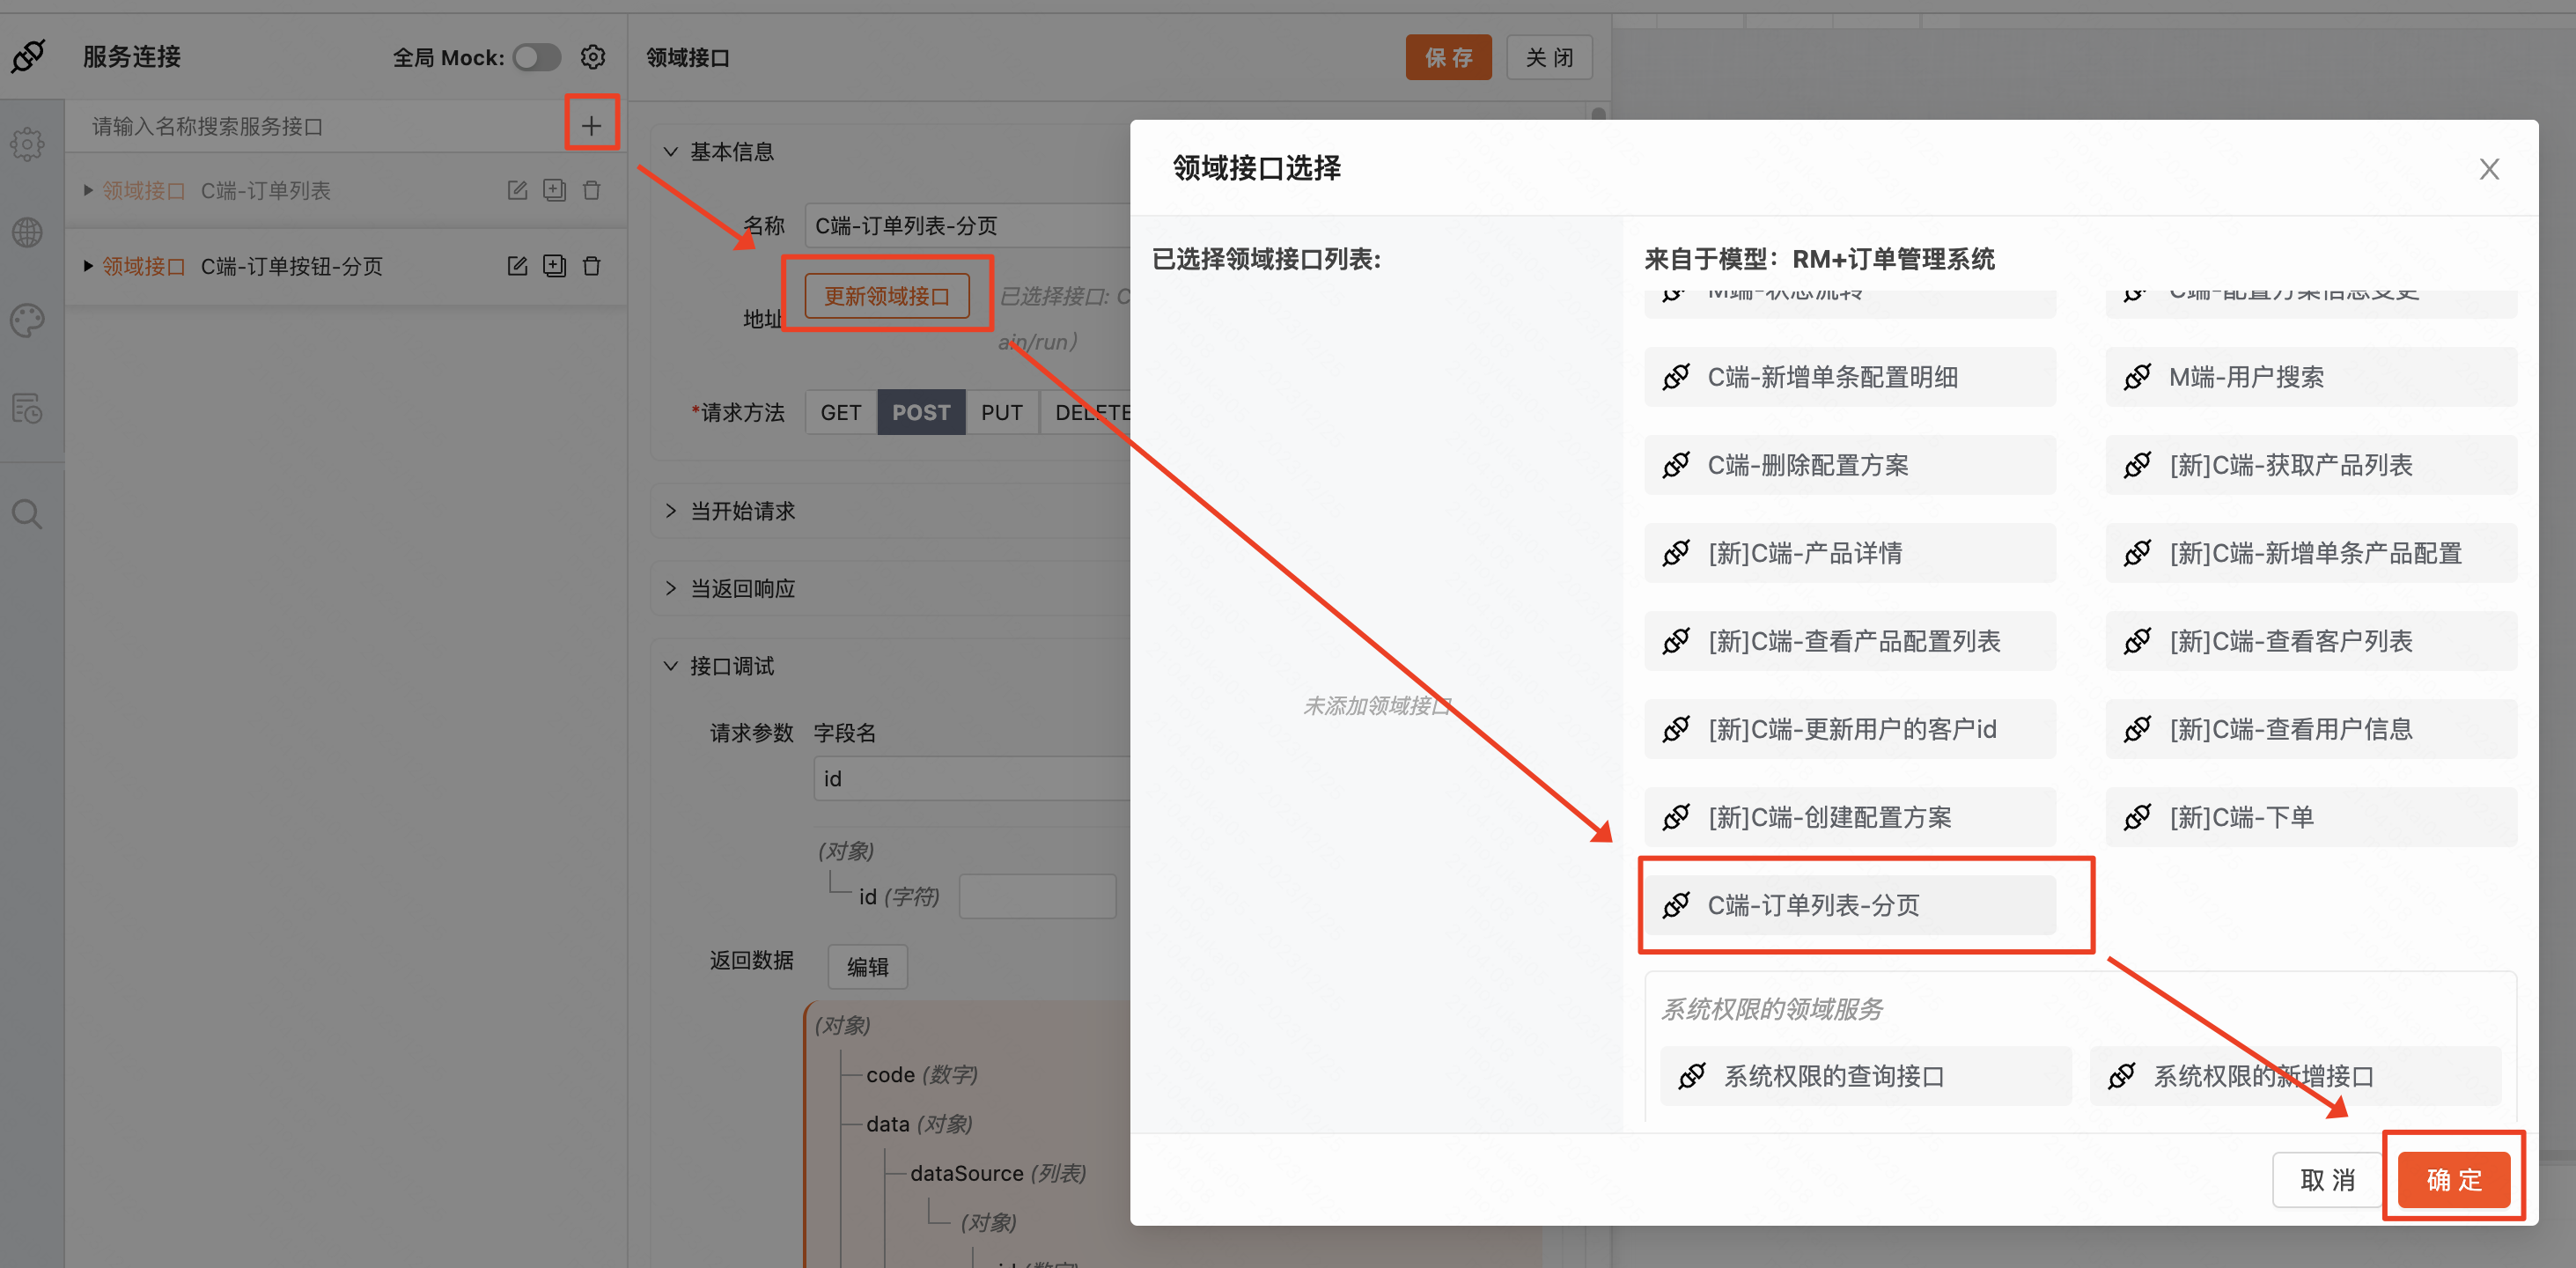 服务连接
全局 Mock:
请输入名称搜索服务接口
领域接口 C端-订单列表
领域接口 C端-订单按钮-分页
领域接口
保 存
关 闭
基本信息
名称
C端-订单列表-分页
地址
更新领域接口
已选择接口: C
ain/run）
*请求方法
GET
POST
PUT
DELETE
当开始请求
当返回响应
接口调试
请求参数
字段名
id
(对象)
id (字符)
返回数据
编辑
(对象)
code (数字)
data (对象)
dataSource (列表)
(对象)
领域接口选择
已选择领域接口列表:
未添加领域接口
来自于模型：RM+订单管理系统
M端-状态流转
C端-配置方案信息变更
C端-新增单条配置明细
M端-用户搜索
C端-删除配置方案
[新]C端-获取产品列表
[新]C端-产品详情
[新]C端-新增单条产品配置
[新]C端-查看产品配置列表
[新]C端-查看客户列表
[新]C端-更新用户的客户id
[新]C端-查看用户信息
[新]C端-创建配置方案
[新]C端-下单
C端-订单列表-分页
系统权限的领域服务
系统权限的查询接口
系统权限的新增接口
取 消
确 定